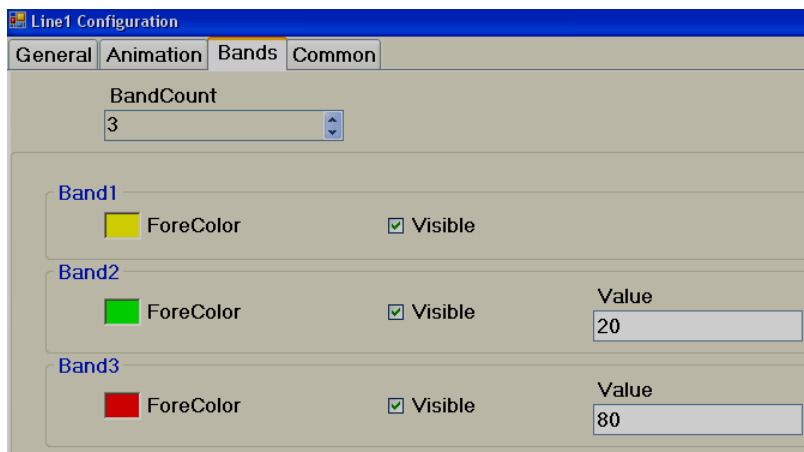 Line1 Configuration
General Animation Bands Common
BandCount
3
Band1
ForeColor Visible
Band2
ForeColor Visible
Value
20
Band3
ForeColor Visible
Value
80